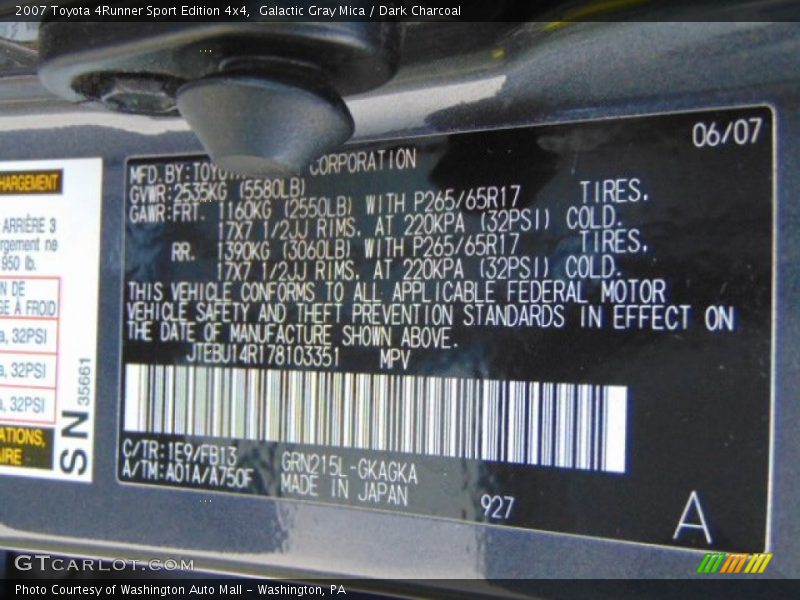 2007 Toyota 4Runner Sport Edition 4x4,  Galactic Gray Mica / Dark Charcoal
06/07
MFD.BY:TOYOTA CORPORATION
GVWR:2535KG (5580LB)
GAWR:FRT. 1160KG (2550LB) WITH P265/65R17 TIRES,
17X7 1/2JJ RIMS, AT 220KPA (32PSI) COLD.
RR. 1390KG (3060LB) WITH P265/65R17 TIRES,
17X7 1/2JJ RIMS, AT 220KPA (32PSI) COLD.
THIS VEHICLE CONFORMS TO ALL APPLICABLE FEDERAL MOTOR
VEHICLE SAFETY AND THEFT PREVENTION STANDARDS IN EFFECT ON
THE DATE OF MANUFACTURE SHOWN ABOVE.
JTEBU14R178103351 MPV
C/TR:1E9/FB13 GRN215L-GKAGKA
A/TM:A01A/A750F MADE IN JAPAN
927
A
HARGEMENT
ARRIÈRE 3
rgement ne
950 lb.
N DE
E À FROID
a, 32PSI
a, 32PSI
a, 32PSI
ATIONS,
AIRE
SN 35661
GTCARLOT.COM
Photo Courtesy of Washington Auto Mall - Washington, PA